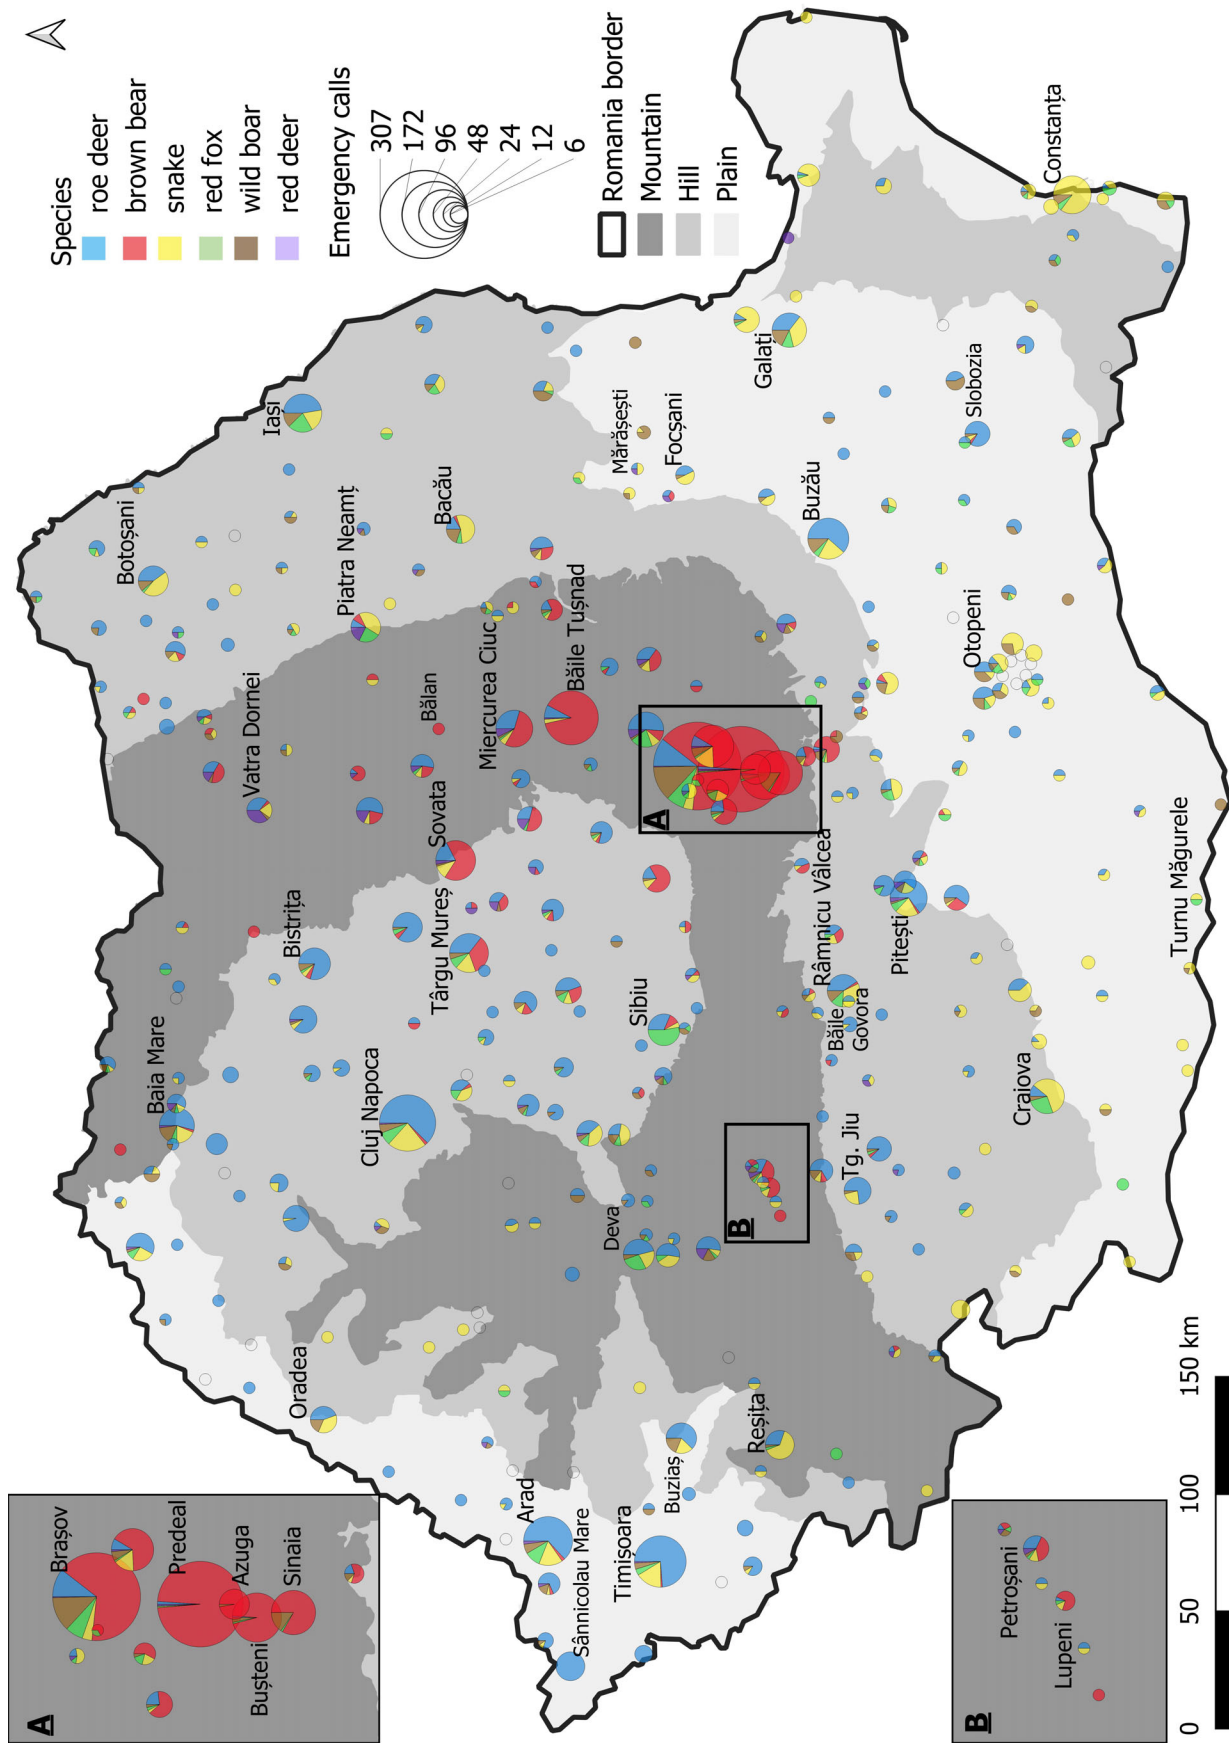 A
Brașov
Predeal
Azuga
Bușteni
Sinaia
Species
roe deer
brown bear
snake
red fox
wild boar
red deer
Emergency calls
307
172
96
48
24
12
6
Romania border
Mountain
Hill
Plain
Botoșani
Iași
Baia Mare
Vatra Dornei
Bistrița
Piatra Neamț
Bălan
Bacău
Cluj Napoca
Oradea
Sovata
Târgu Mureș
Miercurea Ciuc
Băile Tușnad
Mărășești
Focșani
Arad
Sânnicolau Mare
Timișoara
Buziaș
Deva
Sibiu
A
Galați
Reșița
B
Râmnicu Vâlcea
Băile
Govora
Tg. Jiu
Pitești
Buzău
Otopeni
Slobozia
Constanța
Craiova
Turnu Măgurele
B
Petroșani
Lupeni
0
50
100
150 km